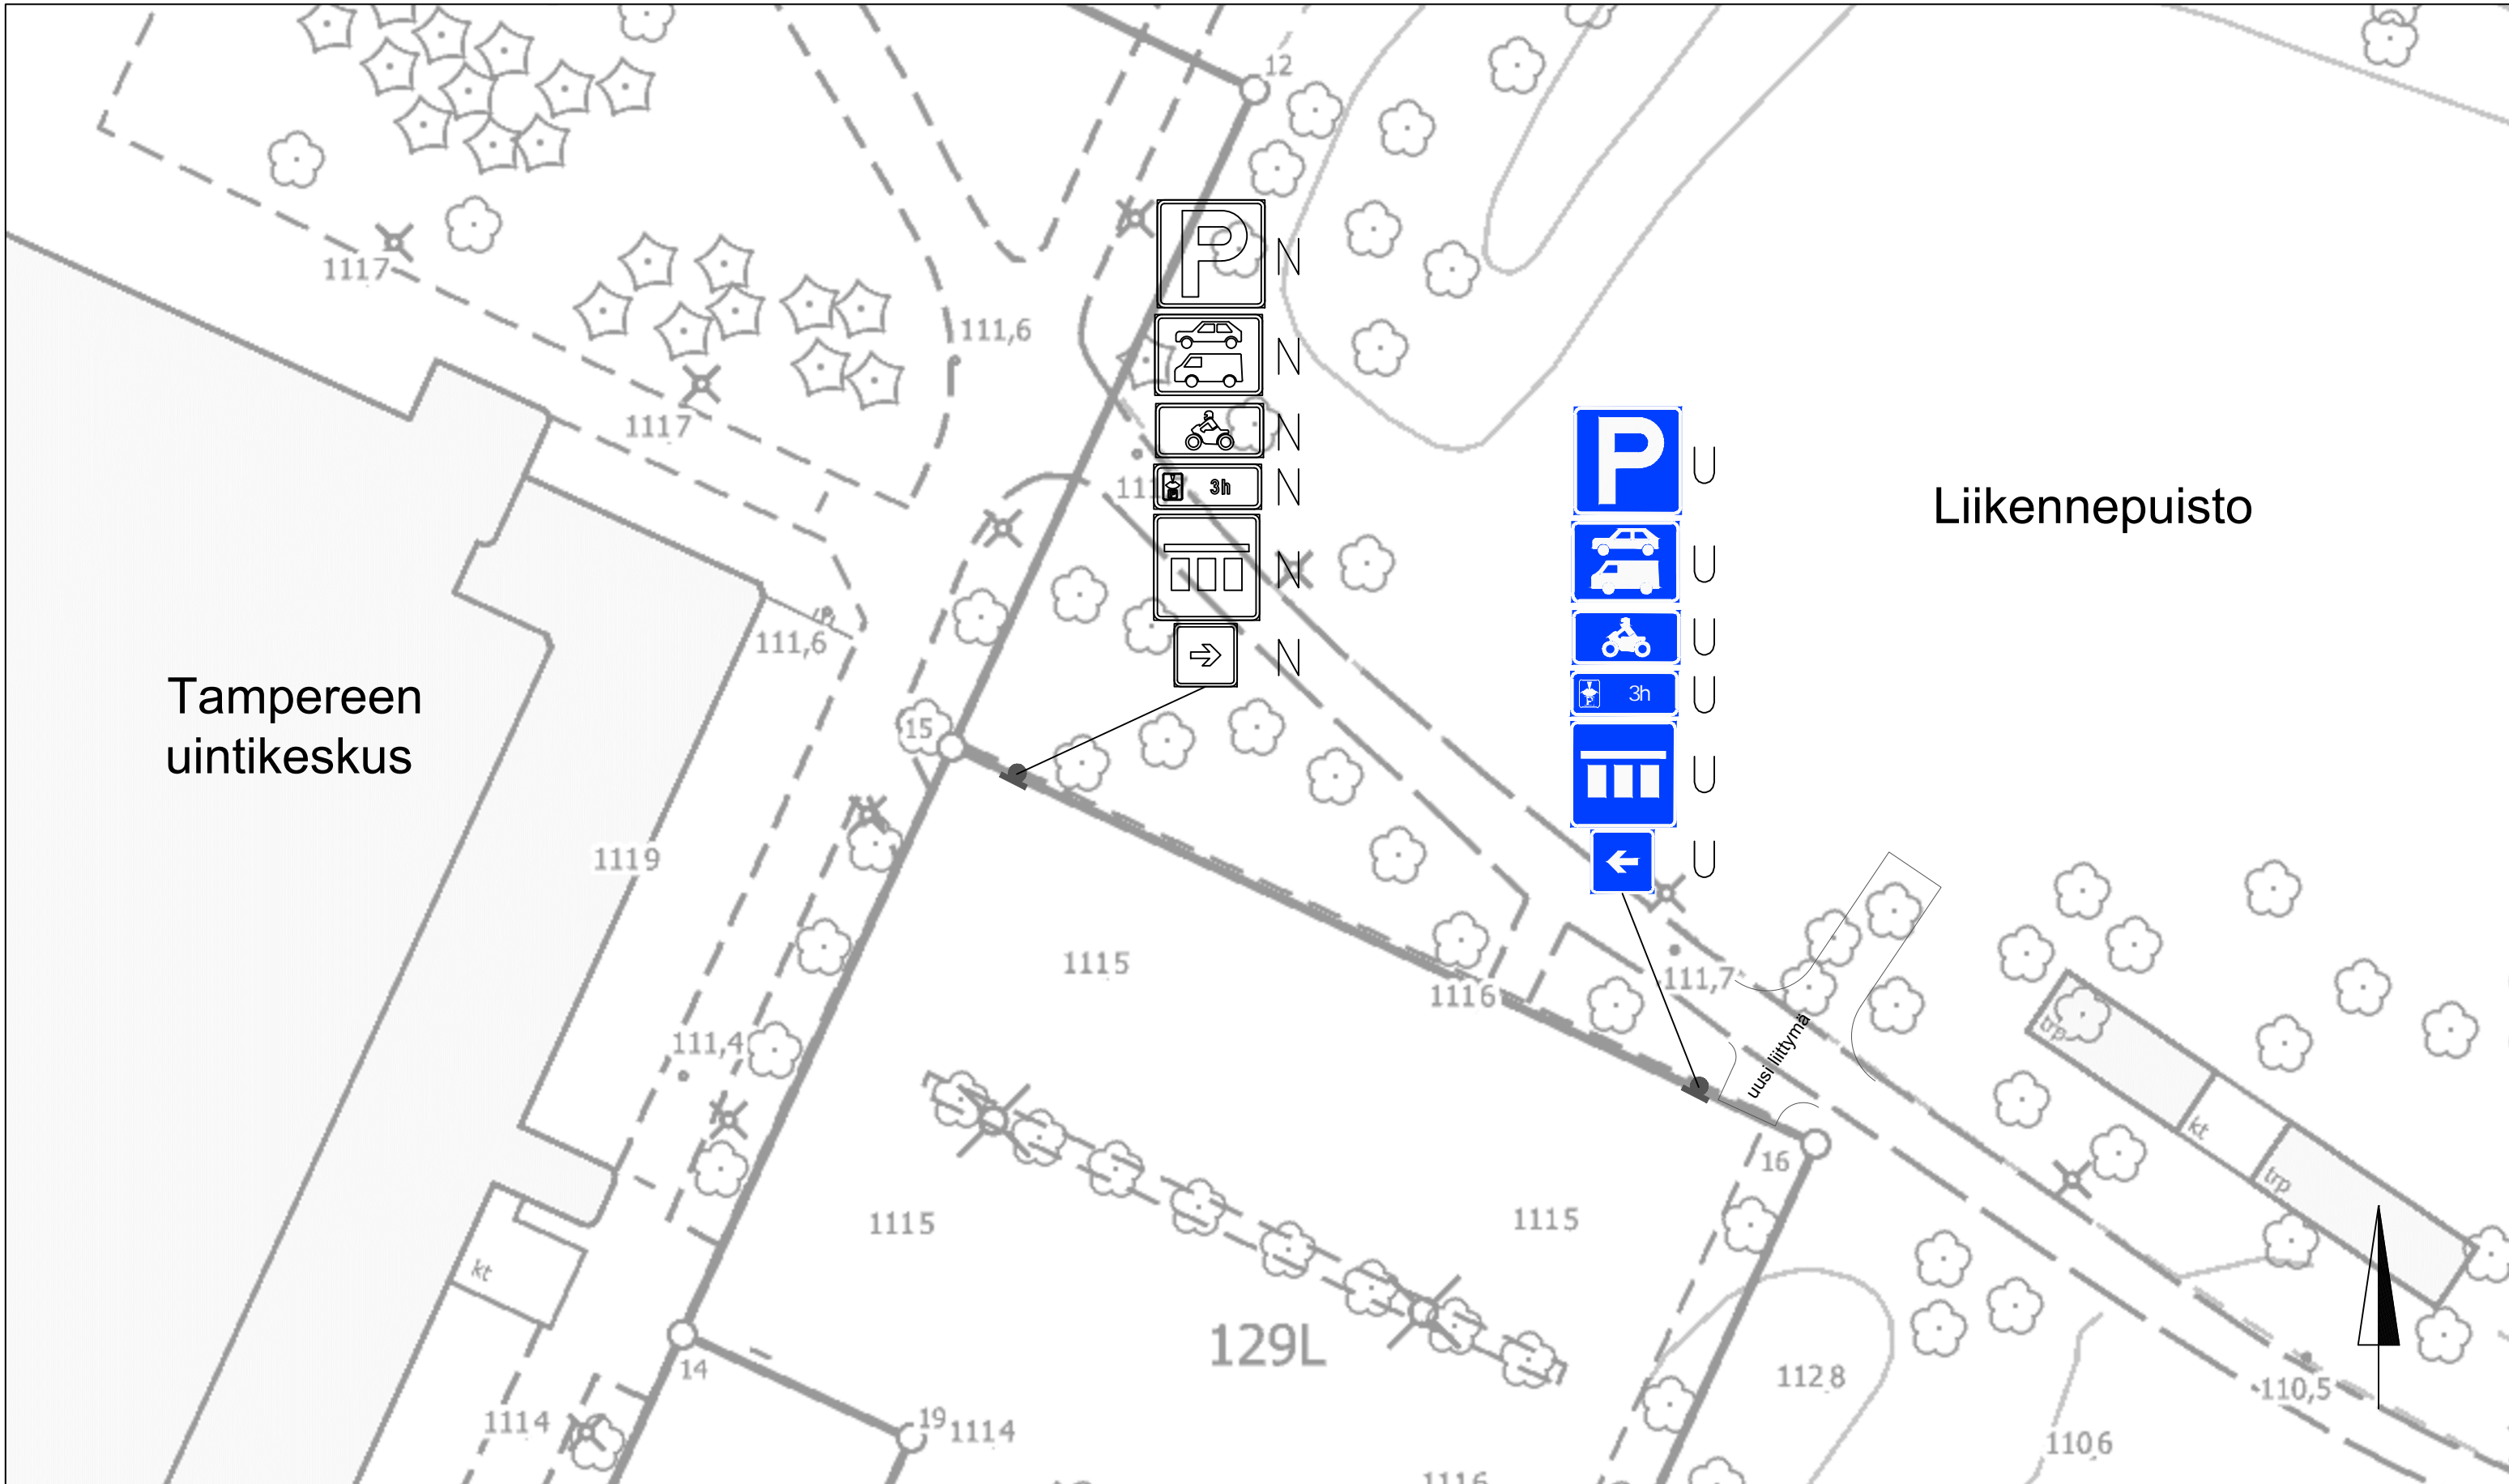 12
P
N
1117
111,6
N
1117
N
P
U
3h
N
Liikennepuisto
N
U
111,6
U
N
Tampereen
uintikeskus
3h
U
15
U
1119
U
1115
111,7
1116
111,4
uusi liittymä
trp
kt
16
trp
1115
1115
kt
129L
14
112 8
110,5
19
1114
1114
110 6
1116